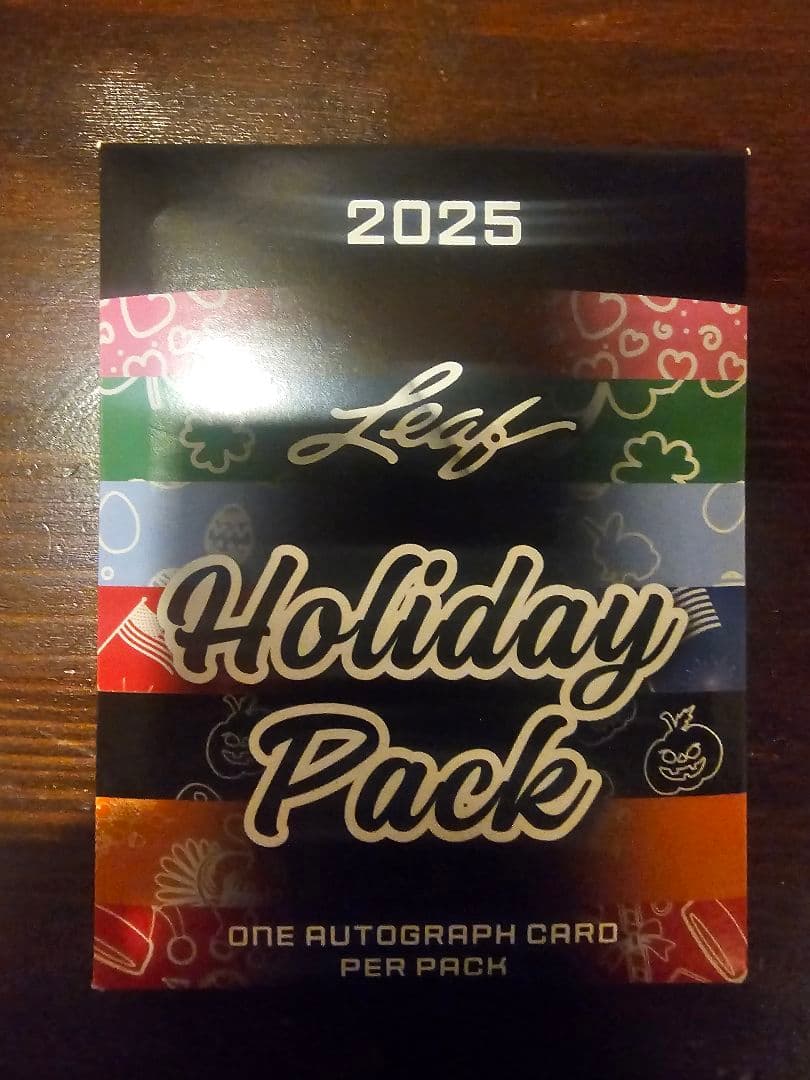 2025
Leaf
Holiday
Pack
ONE AUTOGRAPH CARD
PER PACK